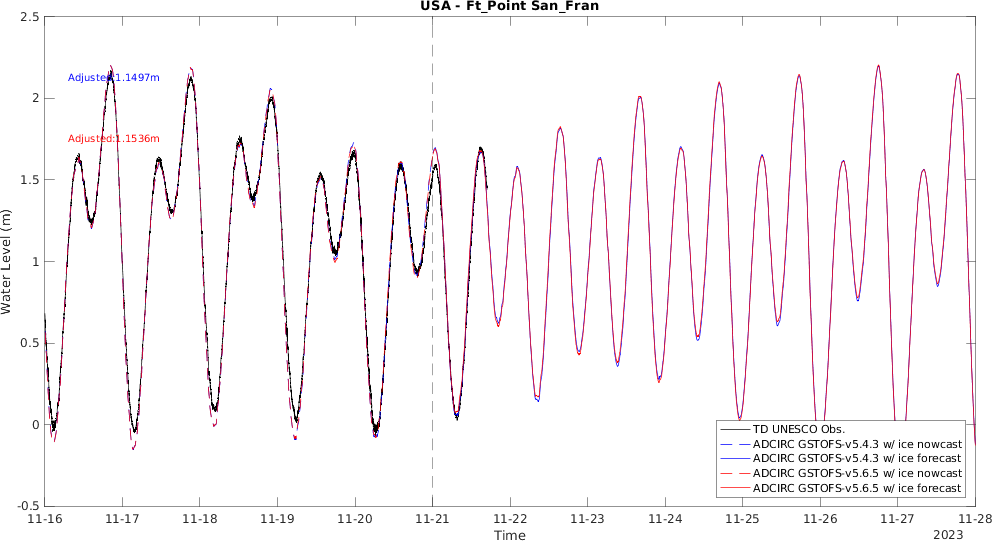 USA - Ft_Point San_Fran
2.5
2
1.5
1
0.5
0
-0.5
Water Level (m)
Adjusted:1.1497m
Adjusted:1.1536m
TD UNESCO Obs.
ADCIRC GSTOFS-v5.4.3 w/ ice nowcast
ADCIRC GSTOFS-v5.4.3 w/ ice forecast
ADCIRC GSTOFS-v5.6.5 w/ ice nowcast
ADCIRC GSTOFS-v5.6.5 w/ ice forecast
11-16 11-17 11-18 11-19 11-20 11-21 11-22 11-23 11-24 11-25 11-26 11-27 11-28
Time
2023